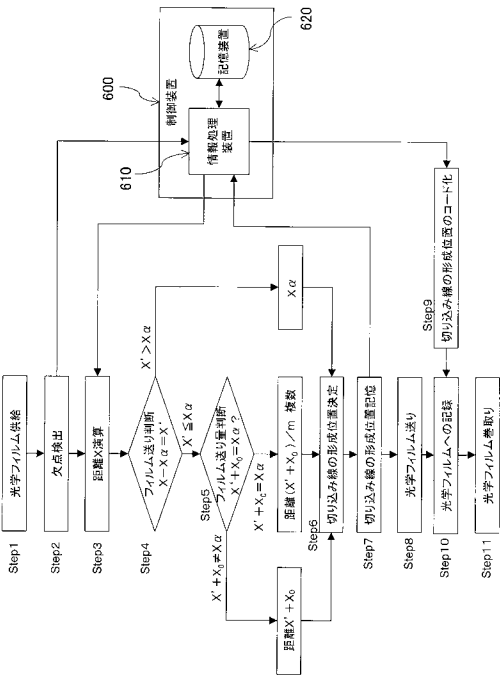 Step1
光学フィルム供給
Step2
欠点検出
Step3
距離X演算
Step4
フィルム送り判断
X－Xα＝X'
X'＞Xα
X'≦Xα
Step5
フィルム送り量判断
X'＋X₀＝Xα?
X'＋X₀≠Xα
X'＋X₀＝Xα
距離X'＋X₀
距離(X'＋X₀)／m 複数
Xα
Step6
切り込み線の形成位置決定
Step7
切り込み線の形成位置記憶
Step8
光学フィルム送り
Step9
切り込み線の形成位置のコード化
Step10
光学フィルムへの記録
Step11
光学フィルム巻取り
600
制御装置
610
情報処理
装置
620
記憶装置